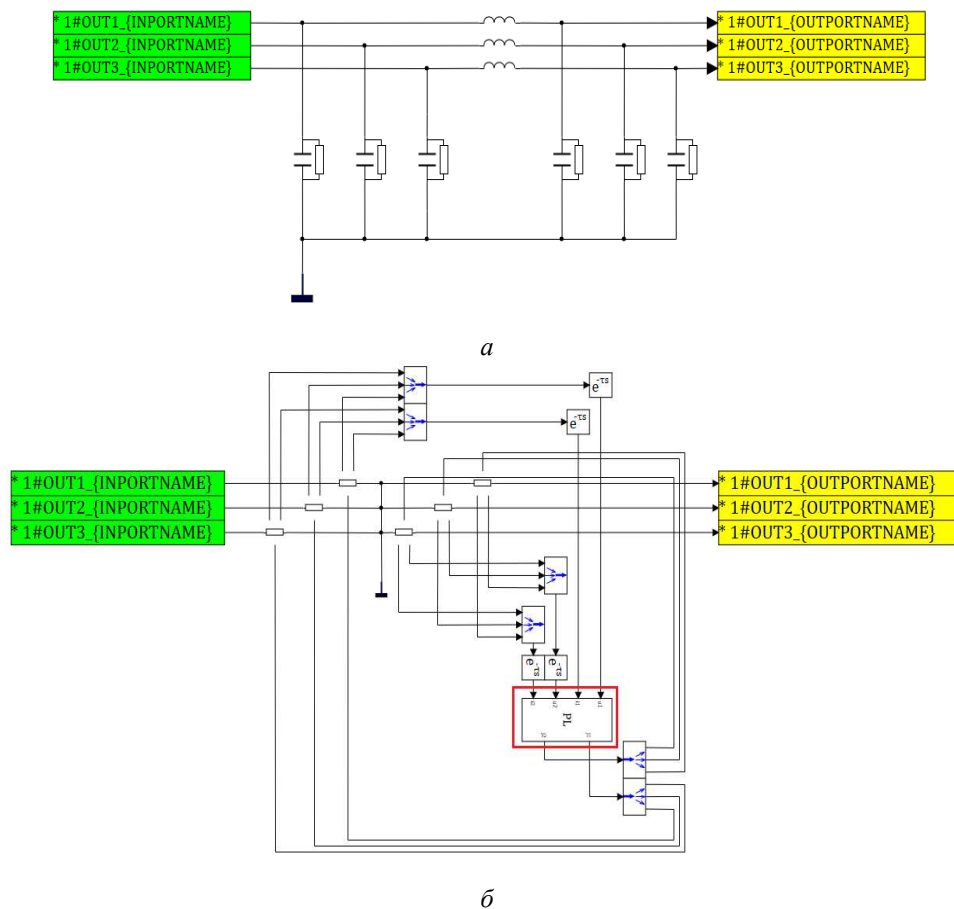 * 1#OUT1_{INPORTNAME}
* 1#OUT2_{INPORTNAME}
* 1#OUT3_{INPORTNAME}
* 1#OUT1_{OUTPORTNAME}
* 1#OUT2_{OUTPORTNAME}
* 1#OUT3_{OUTPORTNAME}
а
e-τs
e-τs
* 1#OUT1_{INPORTNAME}
* 1#OUT2_{INPORTNAME}
* 1#OUT3_{INPORTNAME}
* 1#OUT1_{OUTPORTNAME}
* 1#OUT2_{OUTPORTNAME}
* 1#OUT3_{OUTPORTNAME}
e-τs
e-τs
PL
б